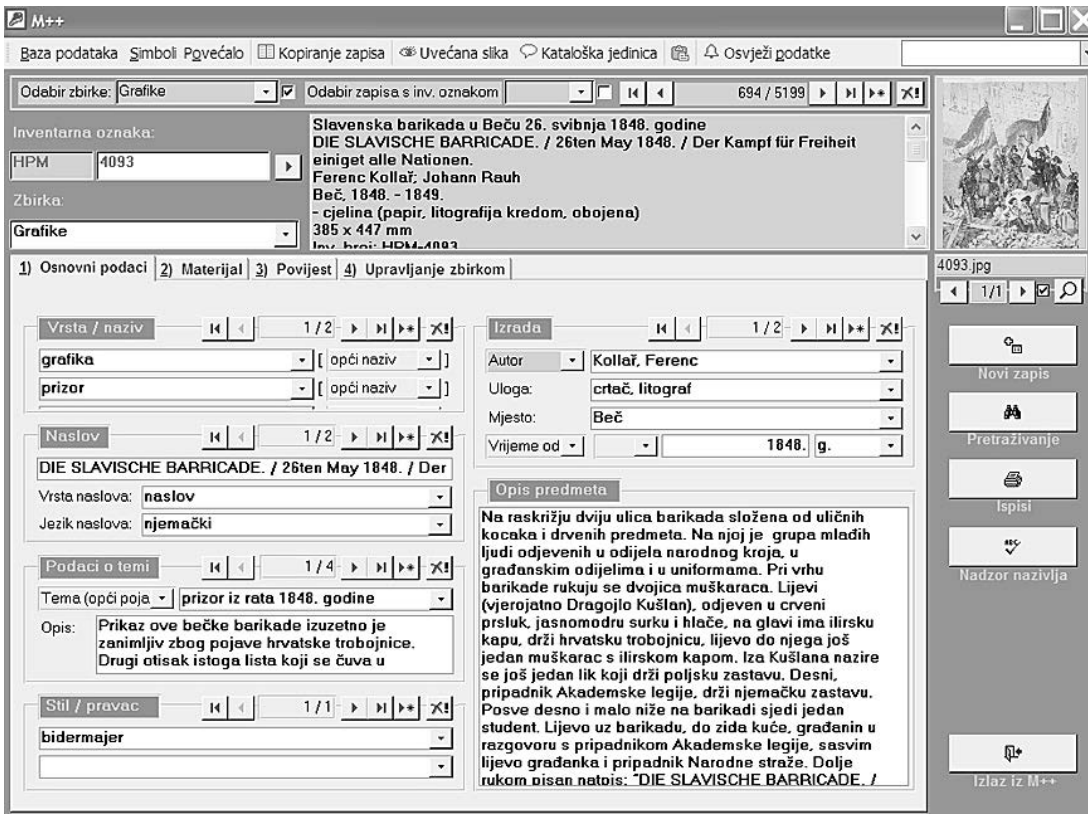 M++
Baza podataka Simboli Povećalo Kopiranje zapisa Uvećana slika Kataloška jedinica Osvježi podatke
Odabir zbirke: Grafike Odabir zapisa s inv. oznakom 694 / 5199
Inventarna oznaka:
HPM 4093
Zbirka:
Grafike
Slavenska barikada u Beču 26. svibnja 1848. godine
DIE SLAVISCHE BARRICADE. / 26ten May 1848. / Der Kampf für Freiheit
einiget alle Nationen.
Ferenc Kollař; Johann Rauh
Beč, 1848. - 1849.
- cjelina (papir, litografija kredom, obojena)
385 x 447 mm
Inv. broj: HPM-4093
4093.jpg
1/1
1) Osnovni podaci 2) Materijal 3) Povijest 4) Upravljanje zbirkom
Vrsta / naziv 1 / 2
grafika [ opći naziv ]
prizor [ opći naziv ]
Naslov 1 / 2
DIE SLAVISCHE BARRICADE. / 26ten May 1848. / Der
Vrsta naslova: naslov
Jezik naslova: njemački
Podaci o temi 1 / 4
Tema (opći poja prizor iz rata 1848. godine
Opis: Prikaz ove bečke barikade izuzetno je
zanimljiv zbog pojave hrvatske trobojnice.
Drugi otisak istoga lista koji se čuva u
Stil / pravac 1 / 1
bidermajer
Izrada 1 / 2
Autor Kollař, Ferenc
Uloga: crtač, litograf
Mjesto: Beč
Vrijeme od 1848. g.
Opis predmeta
Na raskrižju dviju ulica barikada složena od uličnih
kocaka i drvenih predmeta. Na njoj je grupa mlađih
ljudi odjevenih u odijela narodnog kroja, u
građanskim odijelima i u uniformama. Pri vrhu
barikade rukuju se dvojica muškaraca. Lijevi
(vjerojatno Dragojlo Kušlan), odjeven u crveni
prsluk, jasnomodru surku i hlače, na glavi ima ilirsku
kapu, drži hrvatsku trobojnicu, lijevo do njega još
jedan muškarac s ilirskom kapom. Iza Kušlana nazire
se još jedan lik koji drži poljsku zastavu. Desni,
pripadnik Akademske legije, drži njemačku zastavu.
Posve desno i malo niže na barikadi sjedi jedan
student. Lijevo uz barikadu, do zida kuće, građanin u
razgovoru s pripadnikom Akademske legije, sasvim
lijevo građanka i pripadnik Narodne straže. Dolje
rukom pisan natpis: "DIE SLAVISCHE BARRICADE. /
Novi zapis
Pretraživanje
Ispisi
ABC
Nadzor nazivlja
Izlaz iz M++